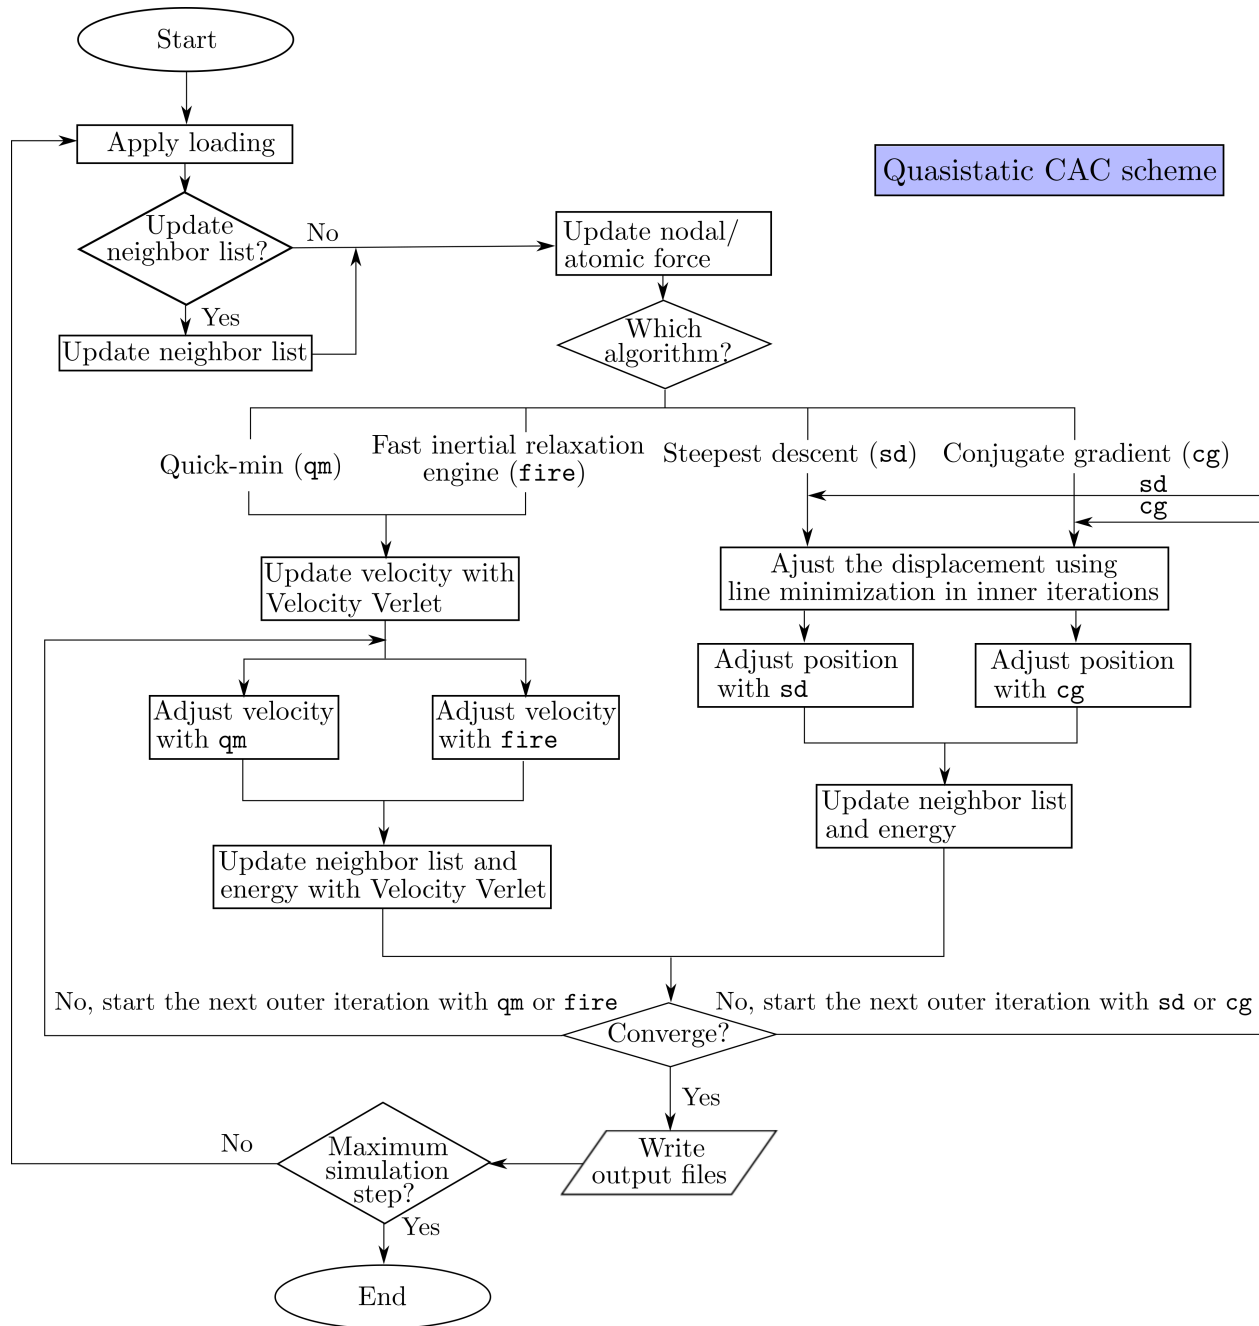 Start
Apply loading
Quasistatic CAC scheme
Update
neighbor list?
No
Update nodal/
atomic force
Yes
Update neighbor list
Which
algorithm?
Quick-min (qm)
Fast inertial relaxation
engine (fire)
Steepest descent (sd)
Conjugate gradient (cg)
sd
cg
Update velocity with
Velocity Verlet
Ajust the displacement using
line minimization in inner iterations
Adjust position
with sd
Adjust position
with cg
Adjust velocity
with qm
Adjust velocity
with fire
Update neighbor list
and energy
Update neighbor list and
energy with Velocity Verlet
No, start the next outer iteration with qm or fire
No, start the next outer iteration with sd or cg
Converge?
Yes
Write
output files
No
Maximum
simulation
step?
Yes
End